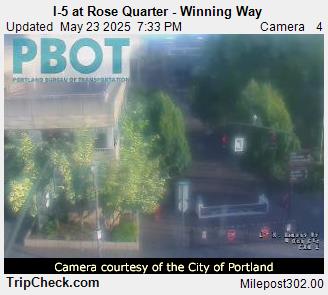 I-5 at Rose Quarter - Winning Way
Updated May 23 2025 7:33 PM Camera 4
PBOT
PORTLAND BUREAU OF TRANSPORTATION
Camera courtesy of the City of Portland
TripCheck.com Milepost302.00